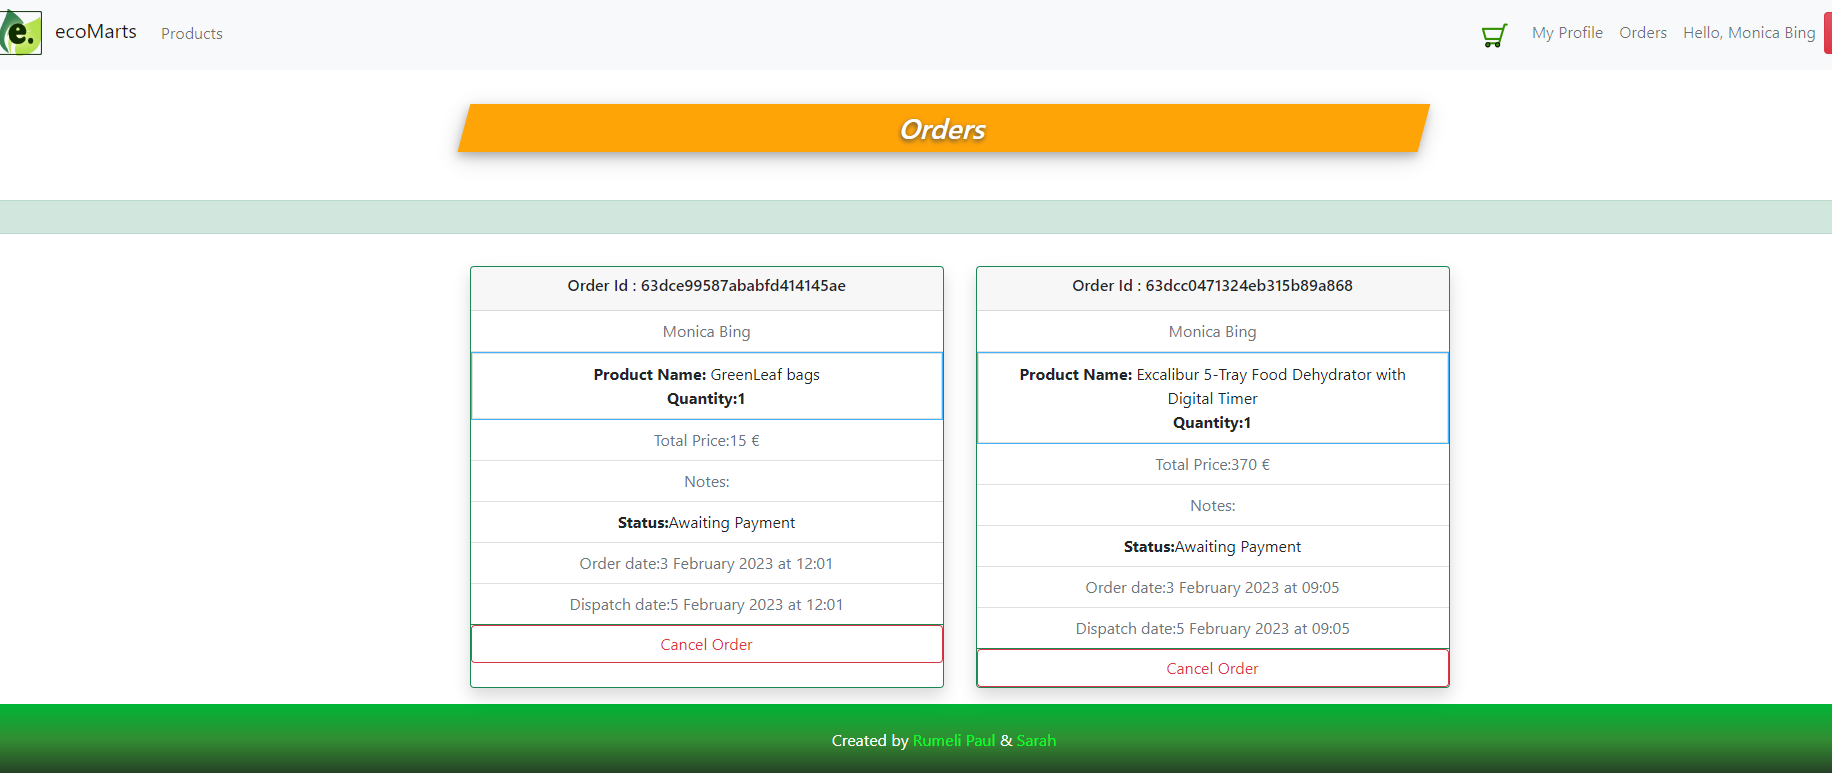 e. ecoMarts Products My Profile Orders Hello, Monica Bing
Orders
Order Id : 63dce99587ababfd414145ae
Monica Bing
Product Name: GreenLeaf bags
Quantity:1
Total Price:15 €
Notes:
Status:Awaiting Payment
Order date:3 February 2023 at 12:01
Dispatch date:5 February 2023 at 12:01
Cancel Order
Order Id : 63dcc0471324eb315b89a868
Monica Bing
Product Name: Excalibur 5-Tray Food Dehydrator with
Digital Timer
Quantity:1
Total Price:370 €
Notes:
Status:Awaiting Payment
Order date:3 February 2023 at 09:05
Dispatch date:5 February 2023 at 09:05
Cancel Order
Created by Rumeli Paul & Sarah